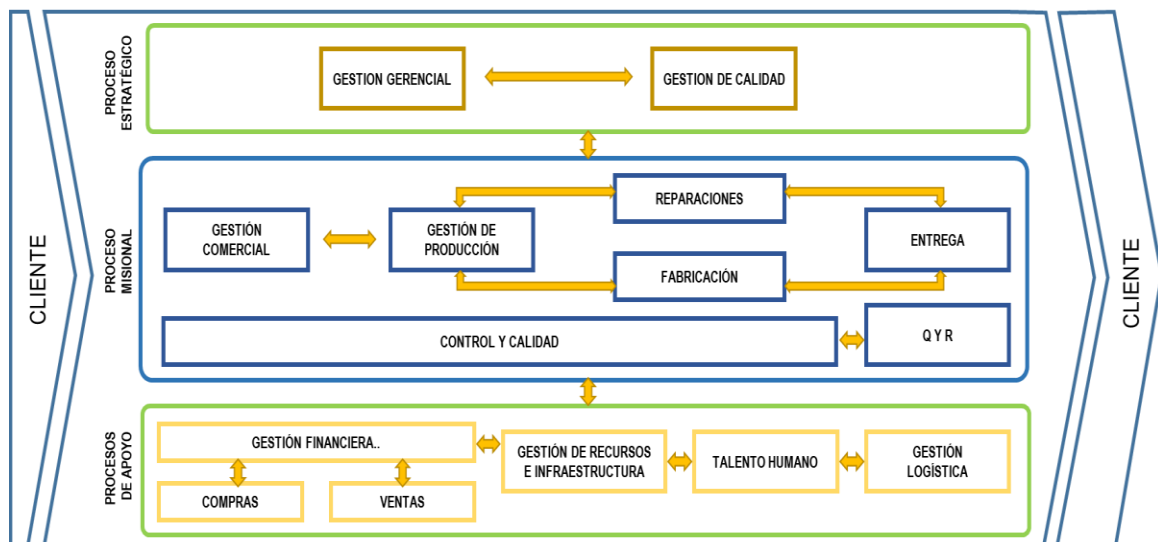 CLIENTE
PROCESO
ESTRATÉGICO
GESTION GERENCIAL
GESTION DE CALIDAD
PROCESO
MISIONAL
GESTIÓN
COMERCIAL
GESTIÓN DE
PRODUCCIÓN
REPARACIONES
FABRICACIÓN
ENTREGA
CONTROL Y CALIDAD
Q Y R
PROCESOS
DE APOYO
GESTIÓN FINANCIERA..
COMPRAS
VENTAS
GESTIÓN DE RECURSOS
E INFRAESTRUCTURA
TALENTO HUMANO
GESTIÓN
LOGÍSTICA
CLIENTE